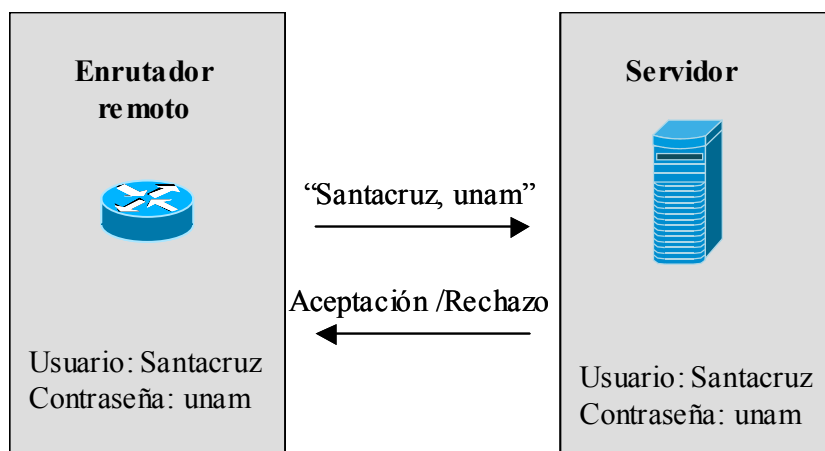 Enrutador
remoto
Servidor
“Santacruz, unam”
Aceptación /Rechazo
Usuario: Santacruz
Contraseña: unam
Usuario: Santacruz
Contraseña: unam